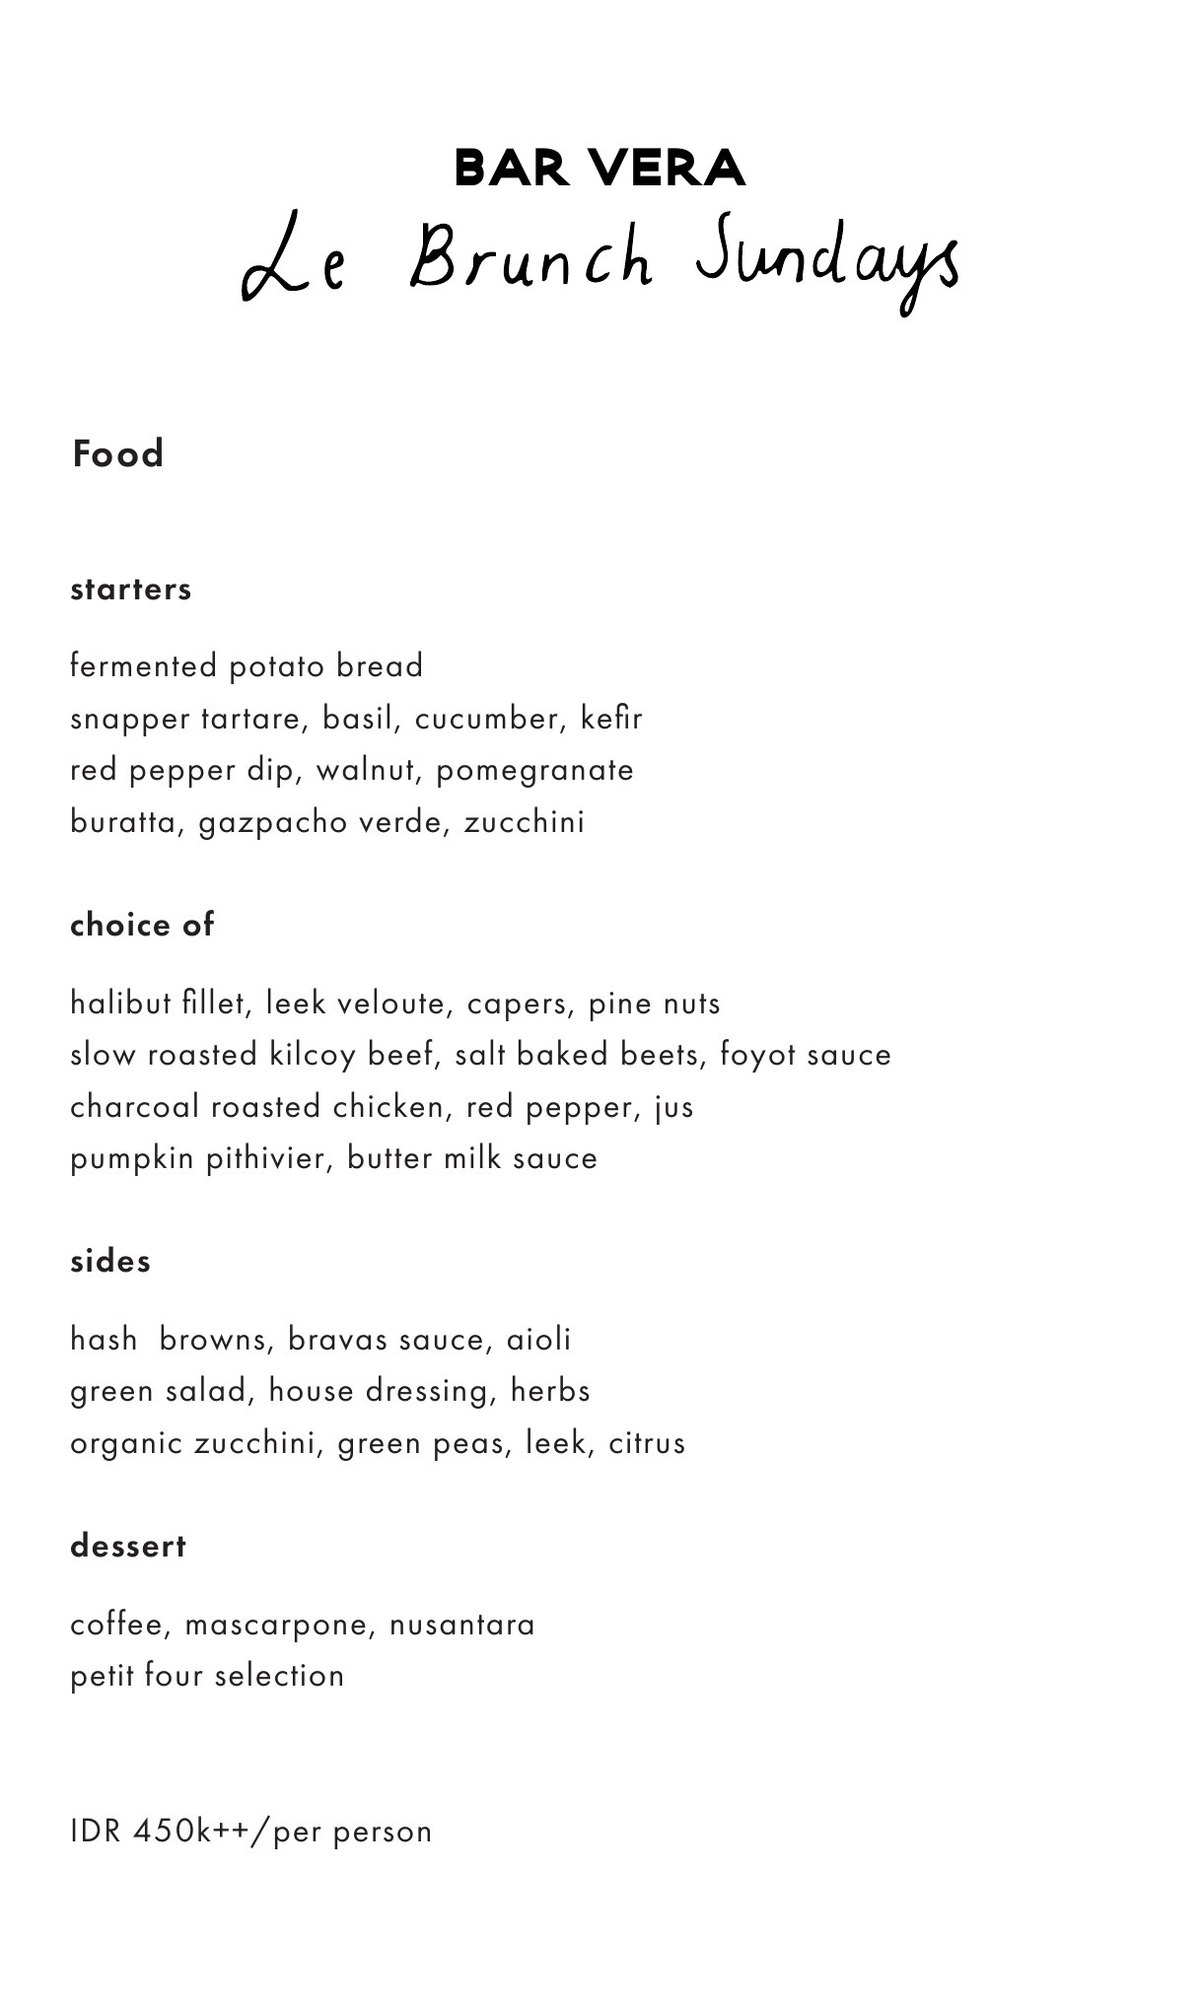 BAR VERA
Le Brunch Sundays
Food
starters
fermented potato bread
snapper tartare, basil, cucumber, kefir
red pepper dip, walnut, pomegranate
buratta, gazpacho verde, zucchini
choice of
halibut fillet, leek veloute, capers, pine nuts
slow roasted kilcoy beef, salt baked beets, foyot sauce
charcoal roasted chicken, red pepper, jus
pumpkin pithivier, butter milk sauce
sides
hash  browns, bravas sauce, aioli
green salad, house dressing, herbs
organic zucchini, green peas, leek, citrus
dessert
coffee, mascarpone, nusantara
petit four selection
IDR 450k++/per person